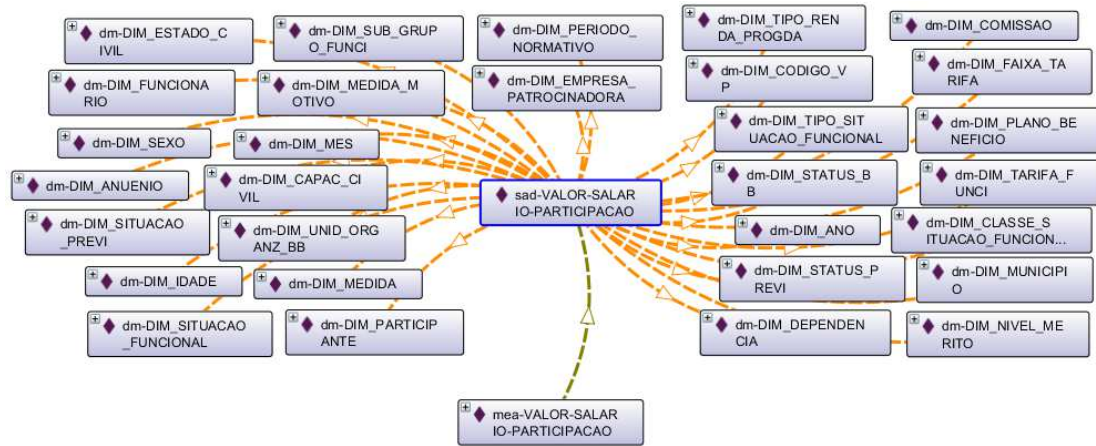 dm-DIM_ESTADO_C
IVIL
dm-DIM_SUB_GRUP
O_FUNCI
dm-DIM_PERIODO_
NORMATIVO
dm-DIM_TIPO_REN
DA_PROGDA
dm-DIM_COMISSAO
dm-DIM_FUNCIONA
RIO
dm-DIM_MEDIDA_M
OTIVO
dm-DIM_EMPRESA_
PATROCINADORA
dm-DIM_CODIGO_V
P
dm-DIM_FAIXA_TA
RIFA
dm-DIM_SEXO
dm-DIM_MES
dm-DIM_TIPO_SIT
UACAO_FUNCIONAL
dm-DIM_PLANO_BE
NEFICIO
dm-DIM_ANUENIO
dm-DIM_CAPAC_CI
VIL
sad-VALOR-SALAR
IO-PARTICIPACAO
dm-DIM_STATUS_B
B
dm-DIM_TARIFA_F
UNCI
dm-DIM_SITUACAO
_PREVI
dm-DIM_UNID_ORG
ANZ_BB
dm-DIM_ANO
dm-DIM_CLASSE_S
ITUACAO_FUNCION...
dm-DIM_IDADE
dm-DIM_MEDIDA
dm-DIM_STATUS_P
REVI
dm-DIM_MUNICIPI
O
dm-DIM_SITUACAO
_FUNCIONAL
dm-DIM_PARTICIP
ANTE
dm-DIM_DEPENDEN
CIA
dm-DIM_NIVEL_ME
RITO
mea-VALOR-SALAR
IO-PARTICIPACAO